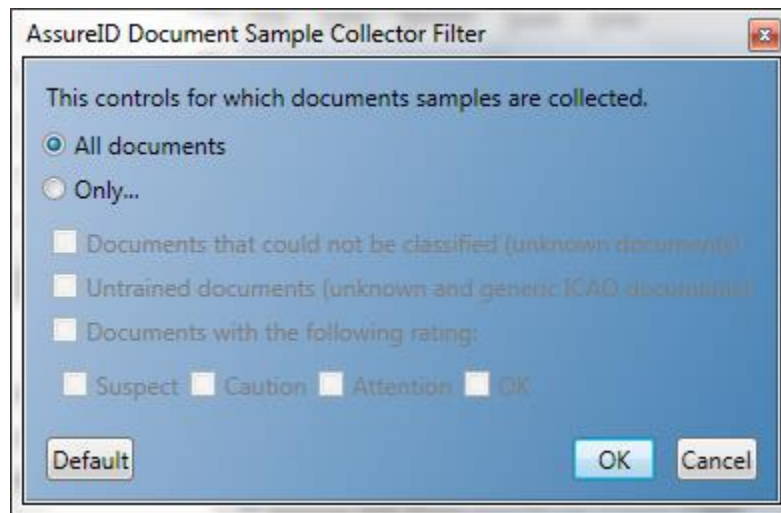 AssureID Document Sample Collector Filter
This controls for which documents samples are collected.
All documents
Only...
Documents that could not be classified (unknown documents)
Untrained documents (unknown and generic ICAO documents)
Documents with the following rating:
Suspect Caution Attention OK
Default OK Cancel